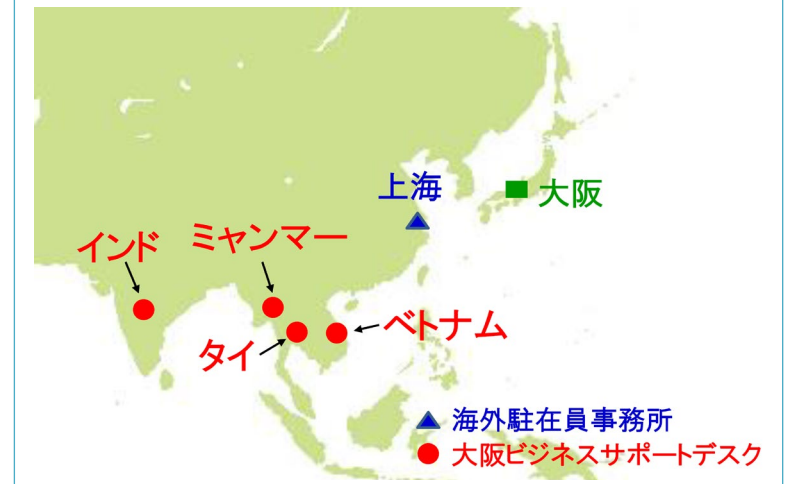 上海
大阪
インド
ミャンマー
タイ
ベトナム
海外駐在員事務所
大阪ビジネスサポートデスク